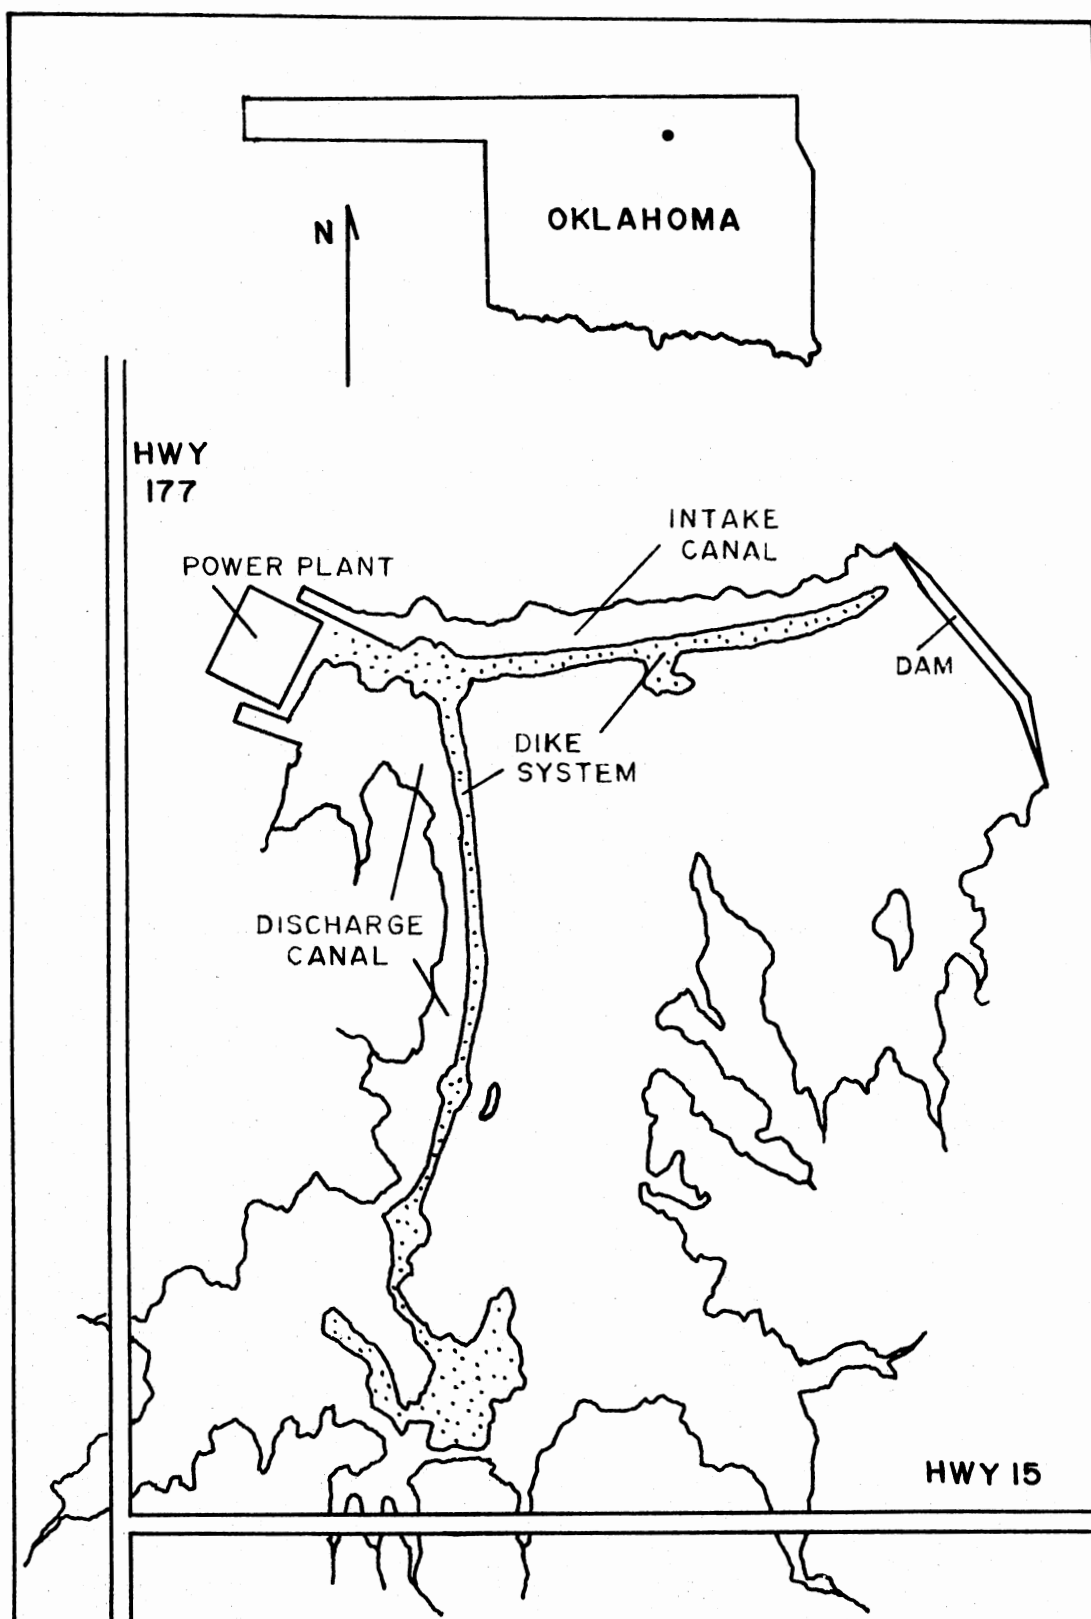 OKLAHOMA
N
HWY
177
INTAKE
CANAL
POWER PLANT
DAM
DIKE
SYSTEM
DISCHARGE
CANAL
HWY 15